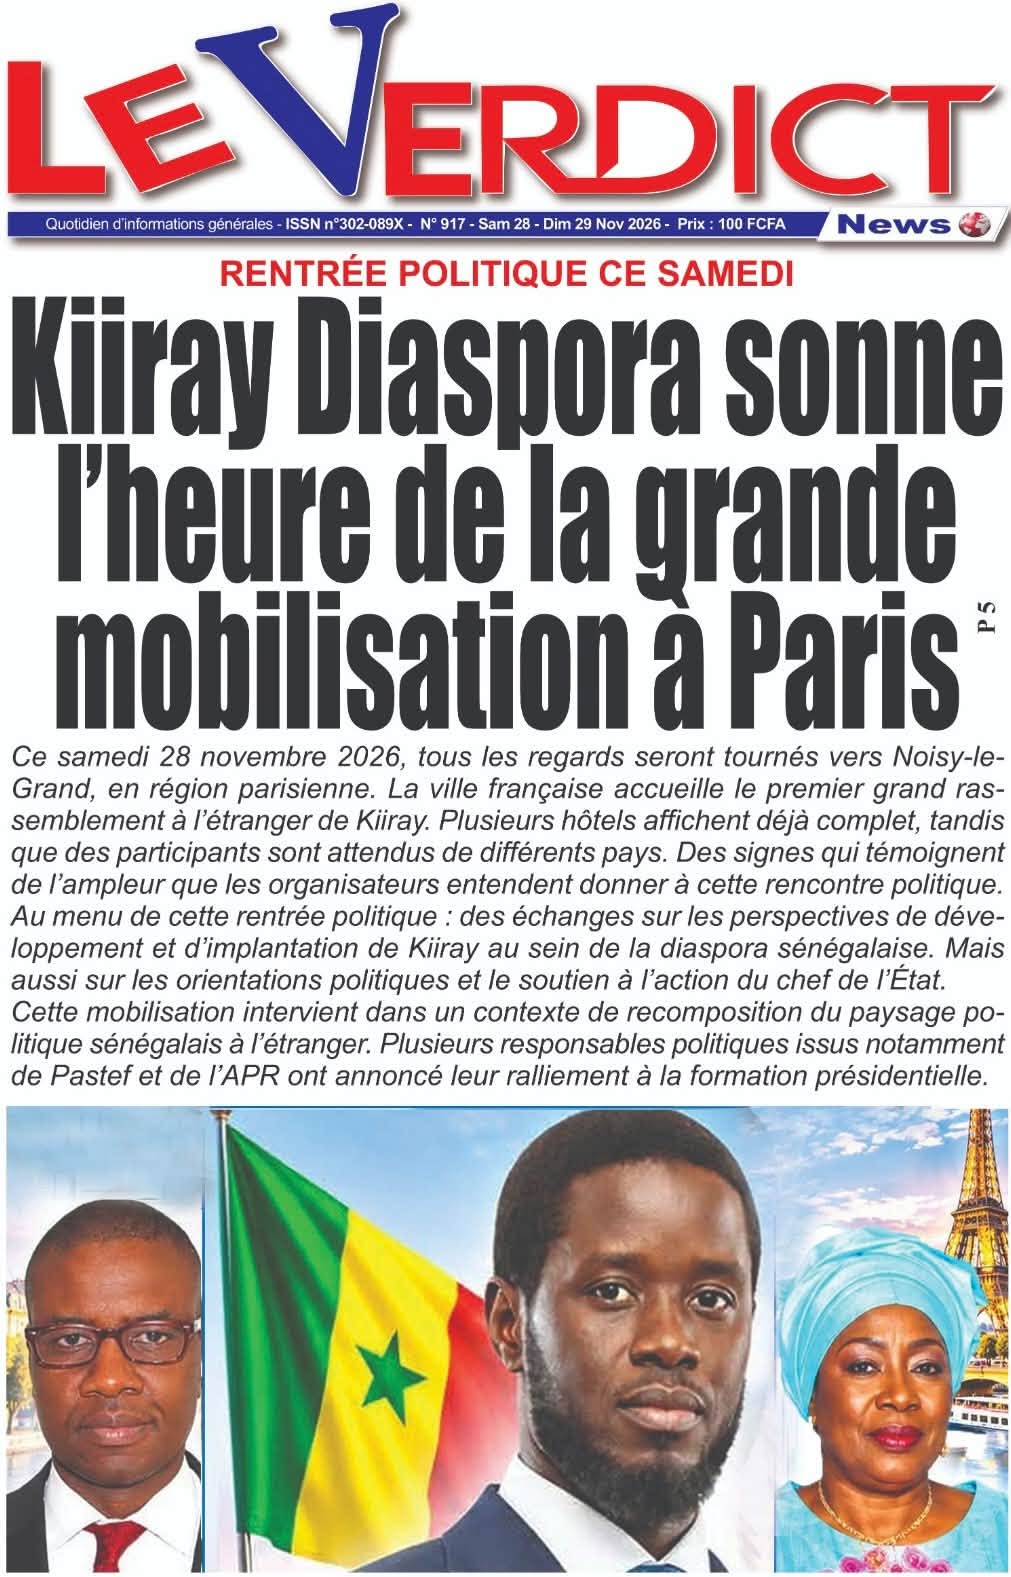 LE VERDICT
Quotidien d'informations générales - ISSN n°302-089X - N° 917 - Sam 28 - Dim 29 Nov 2026 - Prix : 100 FCFA
News
RENTRÉE POLITIQUE CE SAMEDI
Kiiray Diaspora sonne
l'heure de la grande
mobilisation à Paris
P 5
Ce samedi 28 novembre 2026, tous les regards seront tournés vers Noisy-le-
Grand, en région parisienne. La ville française accueille le premier grand ras-
semblement à l'étranger de Kiiray. Plusieurs hôtels affichent déjà complet, tandis
que des participants sont attendus de différents pays. Des signes qui témoignent
de l'ampleur que les organisateurs entendent donner à cette rencontre politique.
Au menu de cette rentrée politique : des échanges sur les perspectives de déve-
loppement et d'implantation de Kiiray au sein de la diaspora sénégalaise. Mais
aussi sur les orientations politiques et le soutien à l'action du chef de l'État.
Cette mobilisation intervient dans un contexte de recomposition du paysage po-
litique sénégalais à l'étranger. Plusieurs responsables politiques issus notamment
de Pastef et de l'APR ont annoncé leur ralliement à la formation présidentielle.